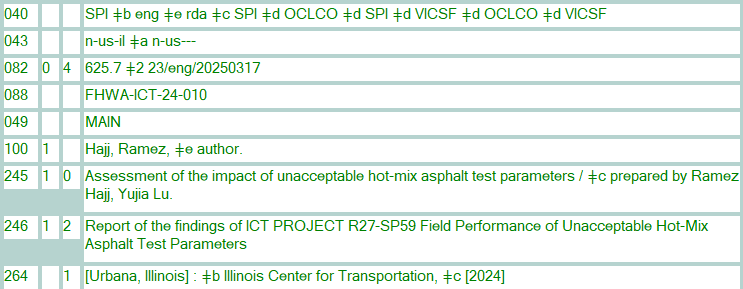 040 SPI ǂb eng ǂe rda ǂc SPI ǂd OCLCO ǂd SPI ǂd VICSF ǂd OCLCO ǂd VICSF
043 n-us-il ǂa n-us---
082 0 4 625.7 ǂ2 23/eng/20250317
088 FHWA-ICT-24-010
049 MAIN
100 1 Hajj, Ramez, ǂe author.
245 1 0 Assessment of the impact of unacceptable hot-mix asphalt test parameters / ǂc prepared by Ramez
Hajj, Yujia Lu.
246 1 2 Report of the findings of ICT PROJECT R27-SP59 Field Performance of Unacceptable Hot-Mix
Asphalt Test Parameters
264 1 [Urbana, Illinois] : ǂb Illinois Center for Transportation, ǂc [2024]